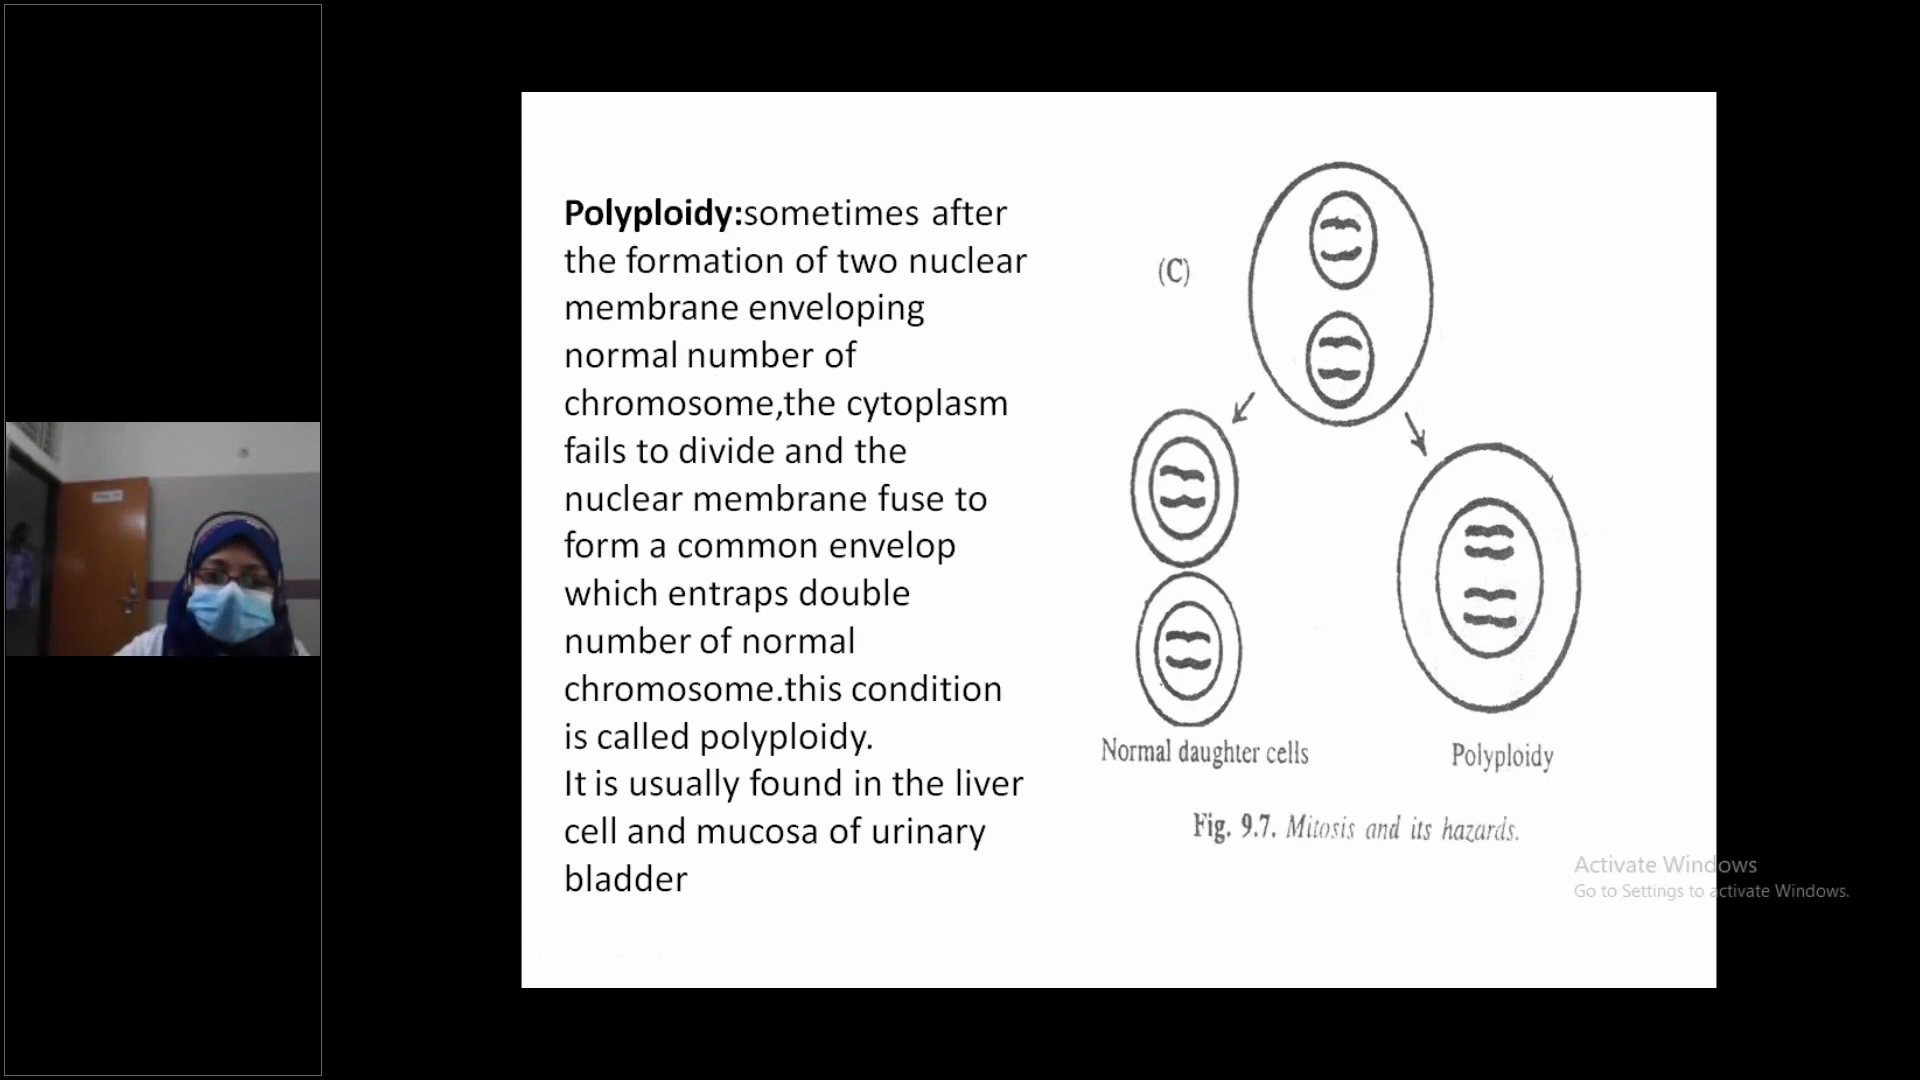 Polyploidy:sometimes after
the formation of two nuclear
membrane enveloping
normal number of
chromosome,the cytoplasm
fails to divide and the
nuclear membrane fuse to
form a common envelop
which entraps double
number of normal
chromosome.this condition
is called polyploidy.
It is usually found in the liver
cell and mucosa of urinary
bladder
(C)
Normal daughter cells
Polyploidy
Fig. 9.7. Mitosis and its hazards.
Activate Windows
Go to Settings to activate Windows.